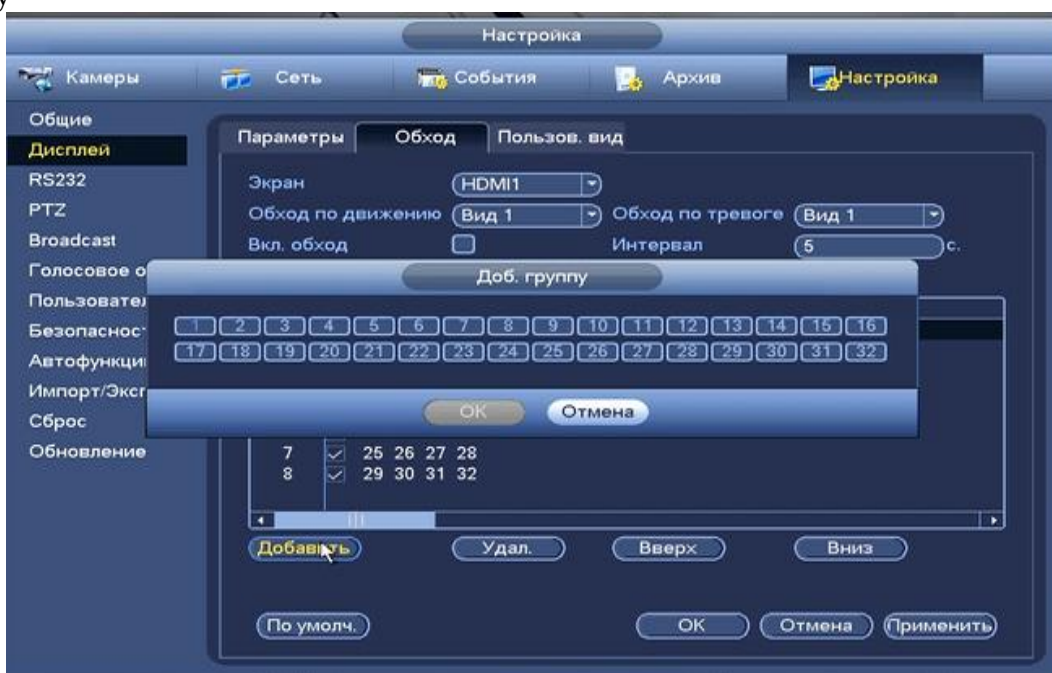 у
Настройка
Камеры Сеть События Архив Настройка
Общие
Дисплей
RS232
PTZ
Broadcast
Голосовое о
Пользовател
Безопаснос
Автофункци
Импорт/Эксп
Сброс
Обновление
Параметры Обход Пользов. вид
Экран HDMI1
Обход по движению Вид 1 Обход по тревоге Вид 1
Вкл. обход Интервал 5 с.
Доб. группу
1 2 3 4 5 6 7 8 9 10 11 12 13 14 15 16
17 18 19 20 21 22 23 24 25 26 27 28 29 30 31 32
OK Отмена
7 25 26 27 28
8 29 30 31 32
Добавить Удал. Вверх Вниз
По умолч. OK Отмена Применить